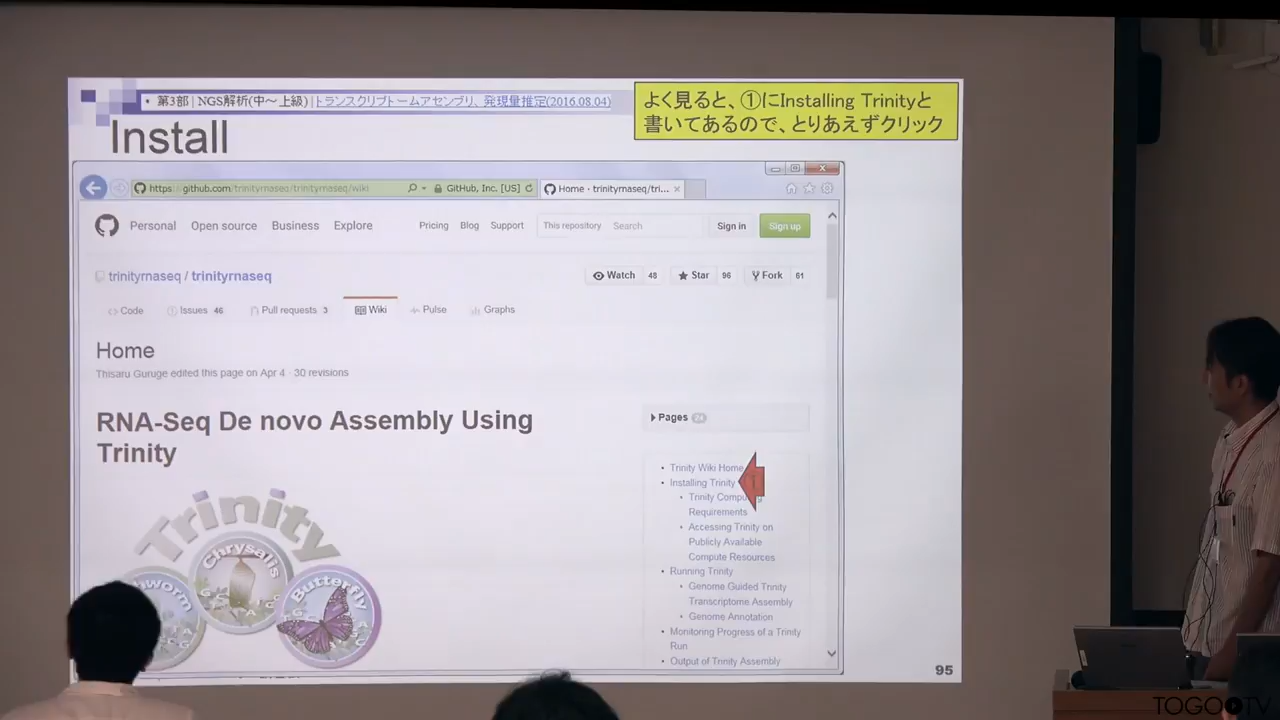 • 第3部 | NGS解析(中～上級) | トランスクリプトームアセンブリ、発現量推定(2016.08.04)
Install
よく見ると、①にInstalling Trinityと
書いてあるので、とりあえずクリック
https://github.com/trinityrnaseq/trinityrnaseq/wiki
GitHub, Inc. [US]
Home · trinityrnaseq/tri...
Personal Open source Business Explore
Pricing Blog Support
This repository Search
Sign in
Sign up
trinityrnaseq / trinityrnaseq
Watch 48
Star 96
Fork 61
Code
Issues 46
Pull requests 3
Wiki
Pulse
Graphs
Home
Thisaru Guruge edited this page on Apr 4 · 30 revisions
RNA-Seq De novo Assembly Using
Trinity
Pages 24
• Trinity Wiki Home
• Installing Trinity
• Trinity
Requirements
• Accessing Trinity on
Publicly Available
Compute Resources
• Running Trinity
• Genome Guided Trinity
Transcriptome Assembly
• Genome Annotation
• Monitoring Progress of a Trinity
Run
• Output of Trinity Assembly
Trinity
Chrysalis
Butterfly
95
TOGOTV